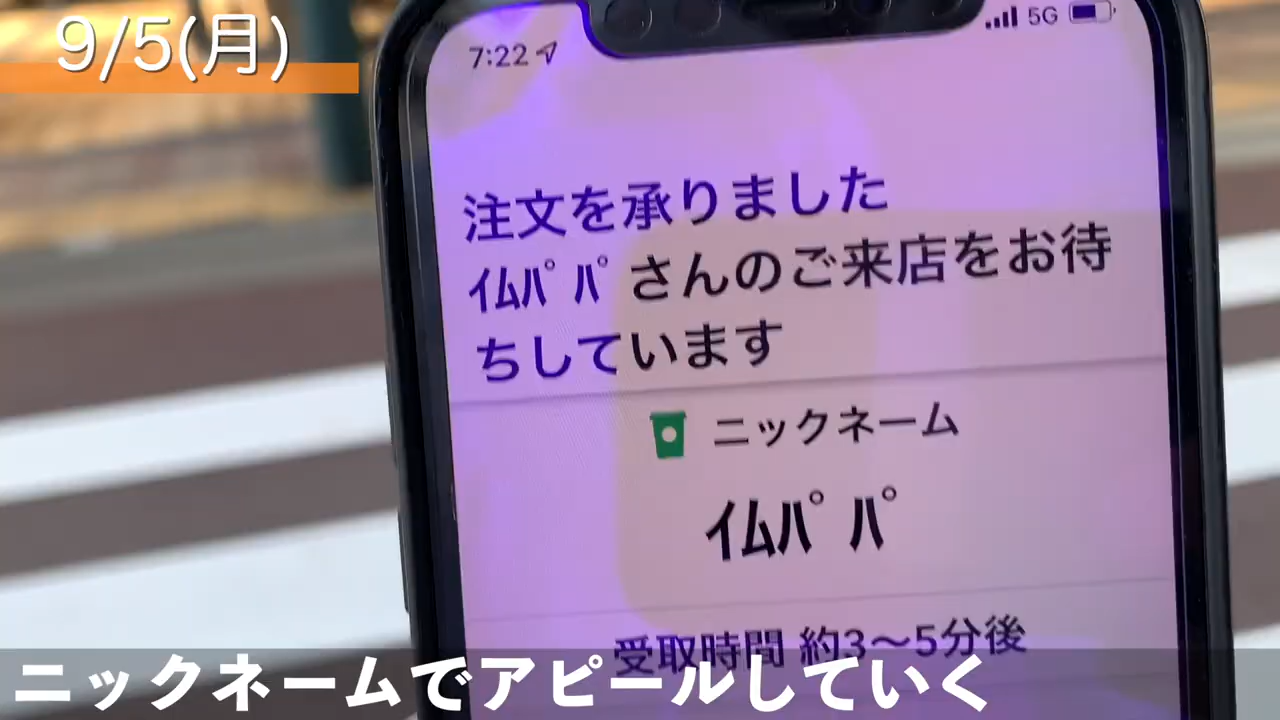 9/5(月)
7:22
5G
注文を承りました
ｲﾑﾊﾟﾊﾟさんのご来店をお待
ちしています
ニックネーム
ｲﾑﾊﾟﾊﾟ
受取時間 約3〜5分後
ニックネームでアピールしていく